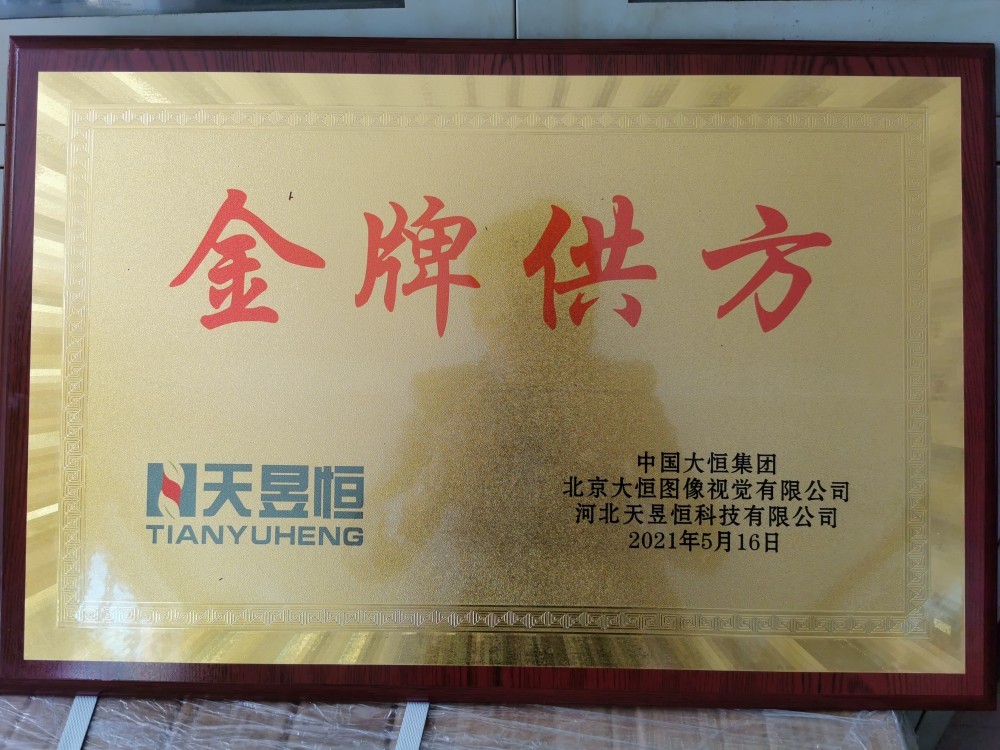 金牌供方
天昱恒
TIANYUHENG
中国大恒集团
北京大恒图像视觉有限公司
河北天昱恒科技有限公司
2021年5月16日